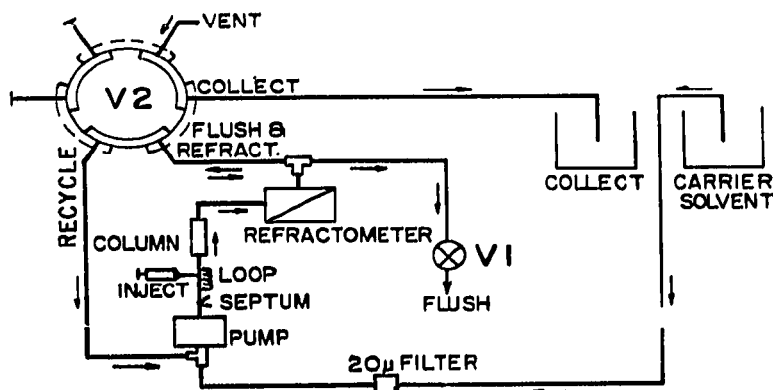 VENT
V2
COLLECT
FLUSH &
REFRACT.
RECYCLE
COLLECT
CARRIER
SOLVENT
REFRACTOMETER
COLUMN
V1
LOOP
INJECT
SEPTUM
FLUSH
PUMP
20μ FILTER